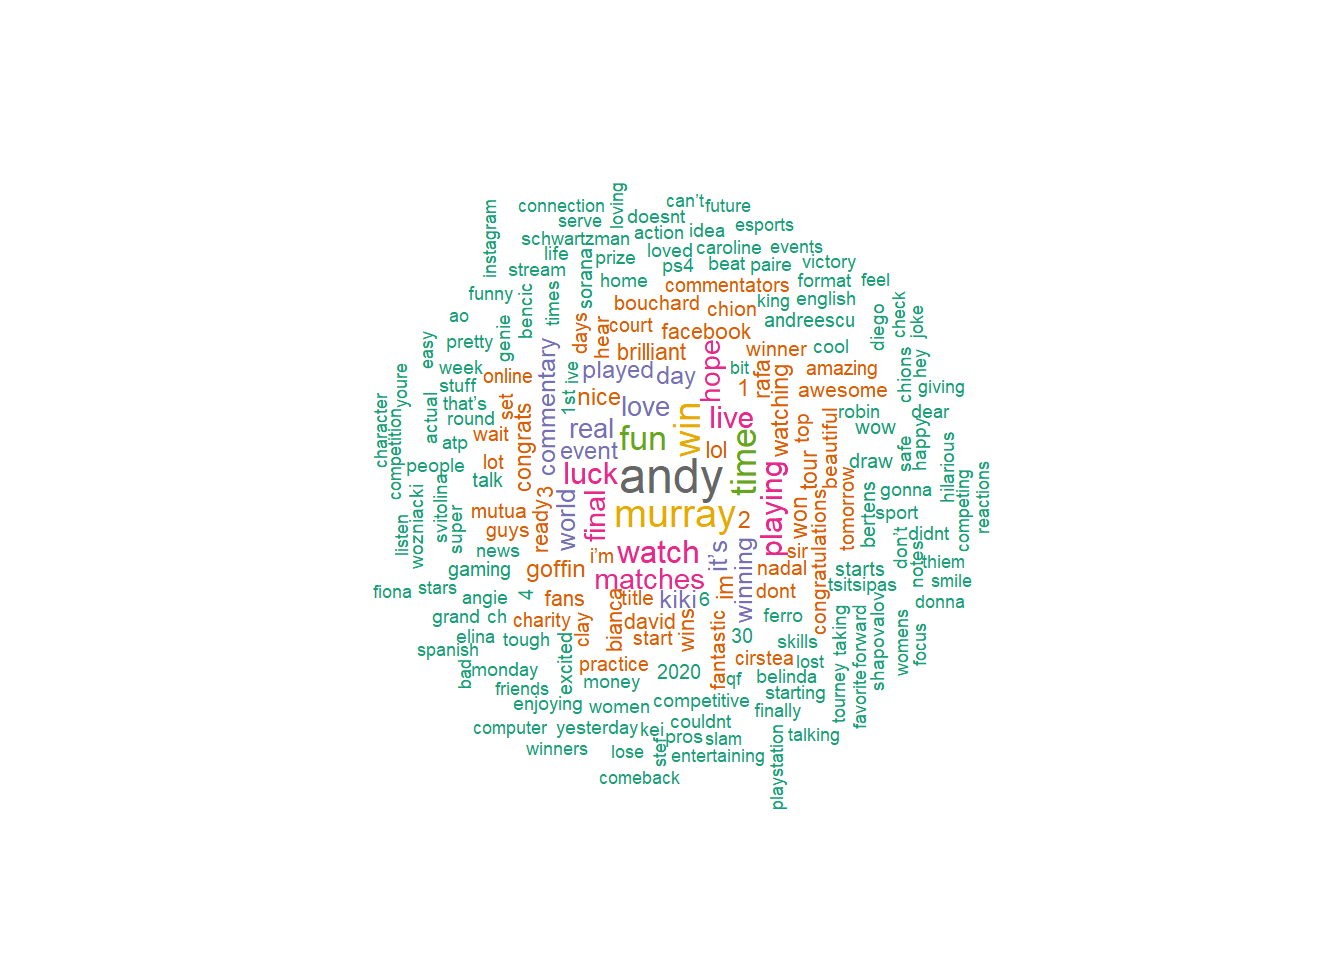 loving
can't
future
connection
instagram
serve
doesnt
esports
schwartzman
action
idea
life
loved
caroline
events
stream
sorana
prize
ps4
beat
paire
victory
funny
bencic
times
home
commentators
format
feel
ao
genie
bouchard
chion
king
english
diego
check
joke
easy
pretty
days
hear
court
facebook
andreescu
week
commentary
brilliant
hope
winner
cool
chions
hey
youre
stuff
online
1st
ive
played
day
bit
1
rafa
amazing
giving
character
competition
actual
that's
set
nice
love
win
live
watching
awesome
round
congrats
real
fun
lol
time
top
beautiful
robin
dear
atp
wait
event
andy
playing
tour
wow
safe
happy
people
lot
talk
luck
murray
2
won
draw
hilarious
listen
wozniacki
svitolina
super
mutua
guys
ready
3
world
final
watch
it's
winning
sir
congratulations
tomorrow
bertens
gonna
sport
competing
reactions
news
i'm
matches
nadal
don't
didnt
notes
gaming
goffin
im
dont
starts
tsitsipas
thiem
smile
fiona
stars
angie
4
fans
bianca
title
kiki
6
donna
grand
ch
charity
clay
david
wins
fantastic
ferro
taking
forward
shapovalov
womens
focus
elina
tough
start
30
skills
spanish
bad
monday
excited
practice
2020
qf
cirstea
lost
friends
money
belinda
tourney
favorite
enjoying
women
competitive
starting
finally
computer
yesterday
kei
couldnt
pros
slam
talking
winners
lose
stef
entertaining
playstation
comeback